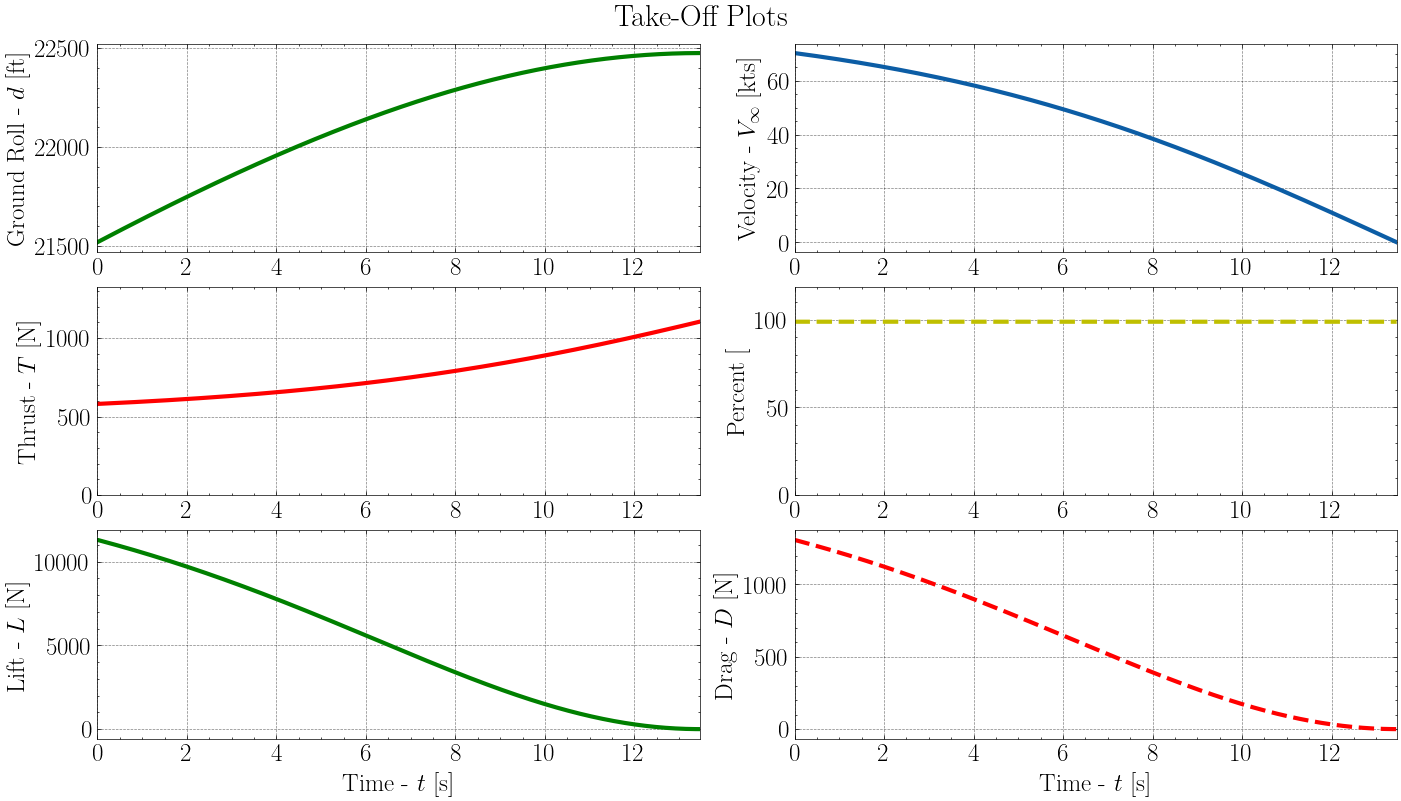 Take-Off Plots
Ground Roll - d [ft]
22500
22000
21500
0 2 4 6 8 10 12
Velocity - V∞ [kts]
60
40
20
0
0 2 4 6 8 10 12
Thrust - T [N]
1000
500
0
0 2 4 6 8 10 12
Percent [
100
50
0
0 2 4 6 8 10 12
Lift - L [N]
10000
5000
0
0 2 4 6 8 10 12
Time - t [s]
Drag - D [N]
1000
500
0
0 2 4 6 8 10 12
Time - t [s]